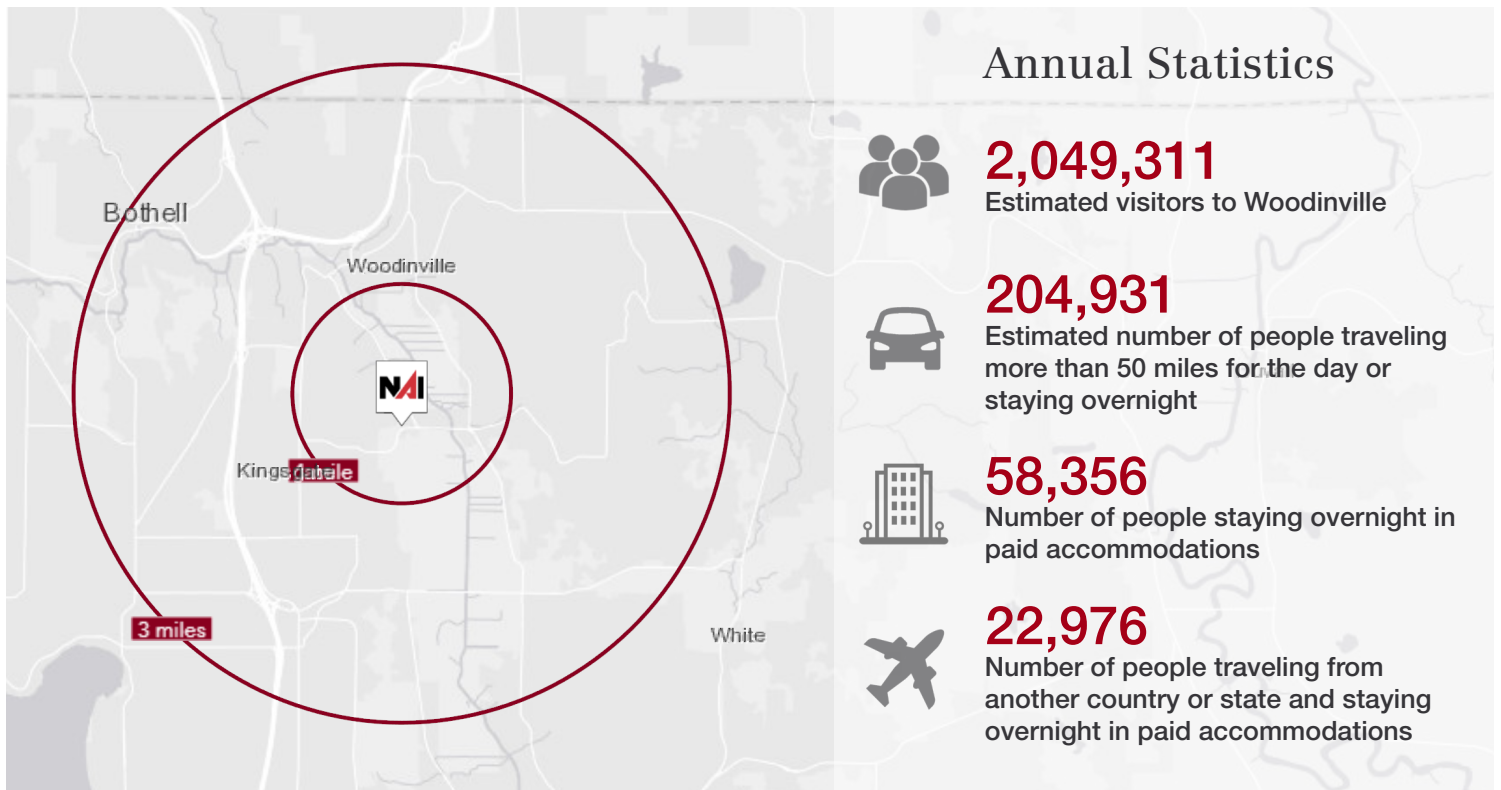 Annual Statistics
2,049,311
Estimated visitors to Woodinville
204,931
Estimated number of people traveling
more than 50 miles for the day or
staying overnight
58,356
Number of people staying overnight in
paid accommodations
22,976
Number of people traveling from
another country or state and staying
overnight in paid accommodations
Bothell
Woodinville
NAI
3 miles
White